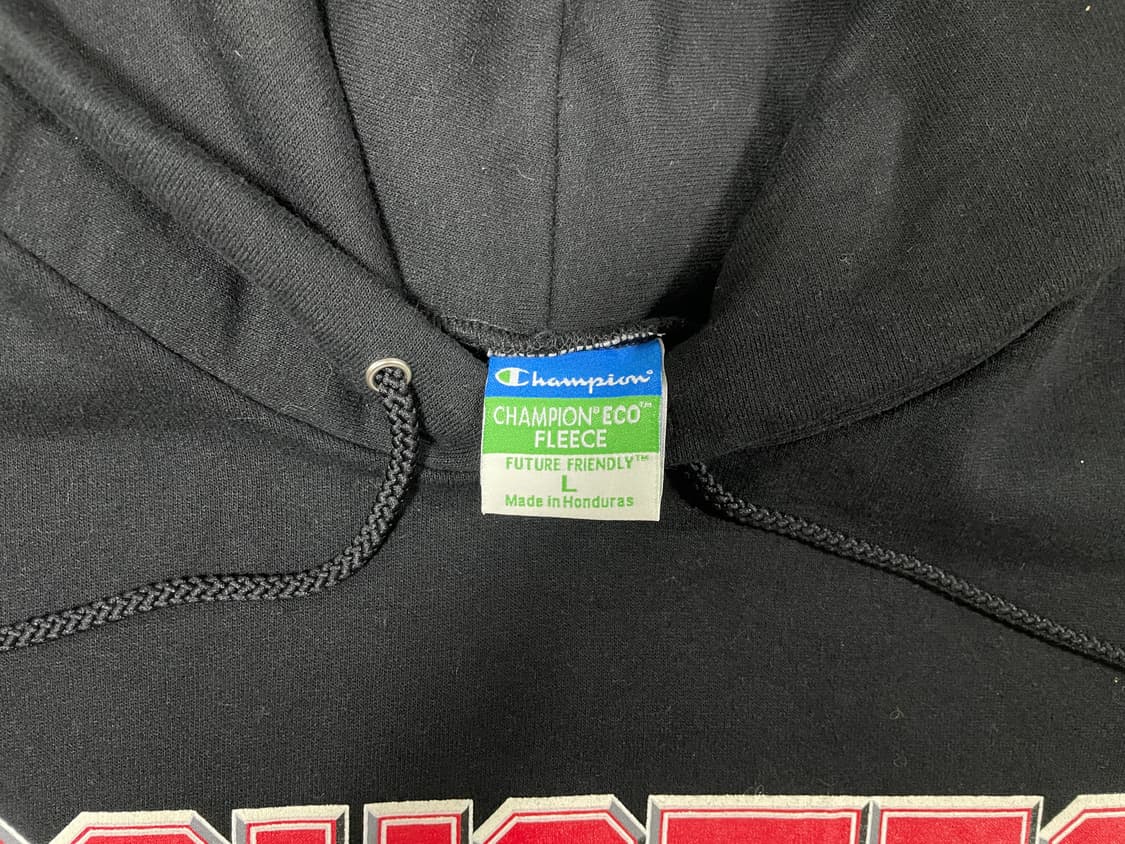 Champion®
CHAMPION® ECO™
FLEECE
FUTURE FRIENDLY™
L
Made in Honduras